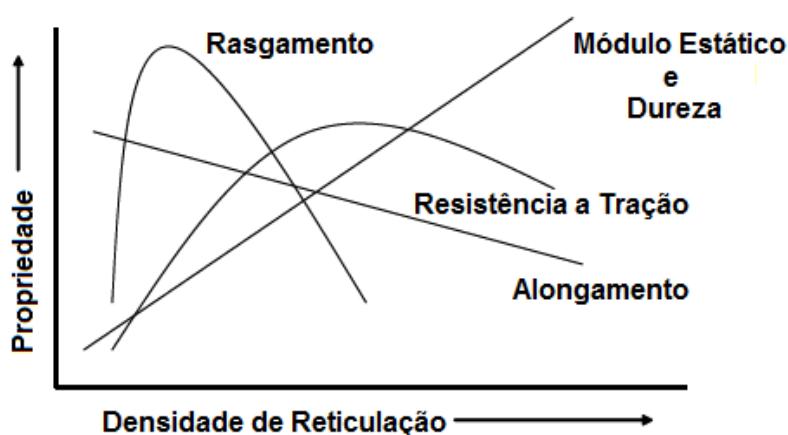 Rasgamento
Módulo Estático
e
Dureza
Resistência a Tração
Alongamento
Propriedade
Densidade de Reticulação